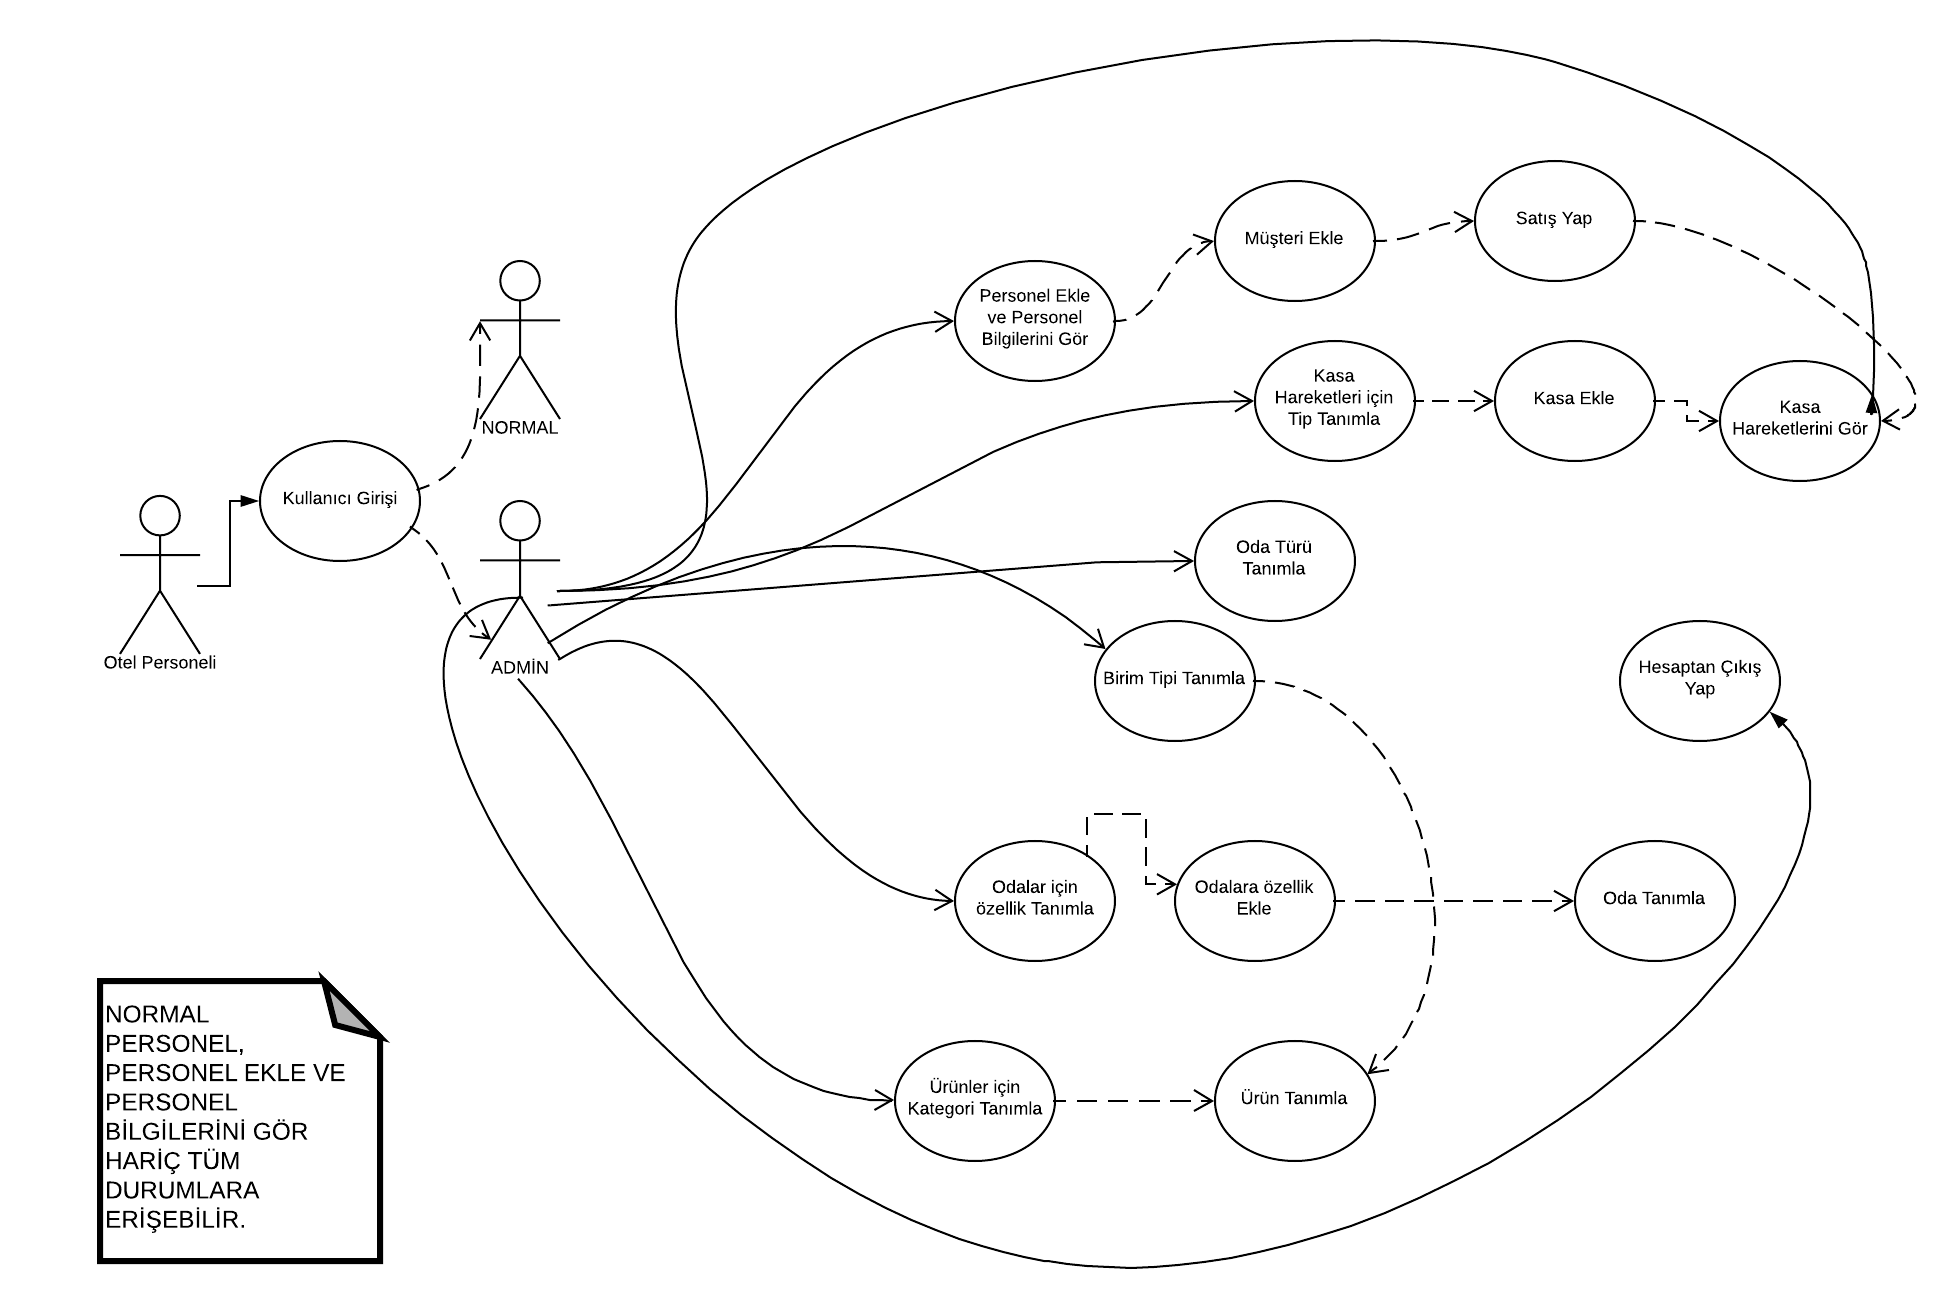 Satış Yap
Müşteri Ekle
Personel Ekle
ve Personel
Bilgilerini Gör
Kasa
Hareketleri için
Tip Tanımla
Kasa Ekle
Kasa
Hareketlerini Gör
NORMAL
Kullanıcı Girişi
Otel Personeli
ADMİN
Oda Türü
Tanımla
Birim Tipi Tanımla
Hesaptan Çıkış
Yap
Odalar için
özellik Tanımla
Odalara özellik
Ekle
Oda Tanımla
Ürünler için
Kategori Tanımla
Ürün Tanımla
NORMAL
PERSONEL,
PERSONEL EKLE VE
PERSONEL
BİLGİLERİNİ GÖR
HARİÇ TÜM
DURUMLARA
ERİŞEBİLİR.